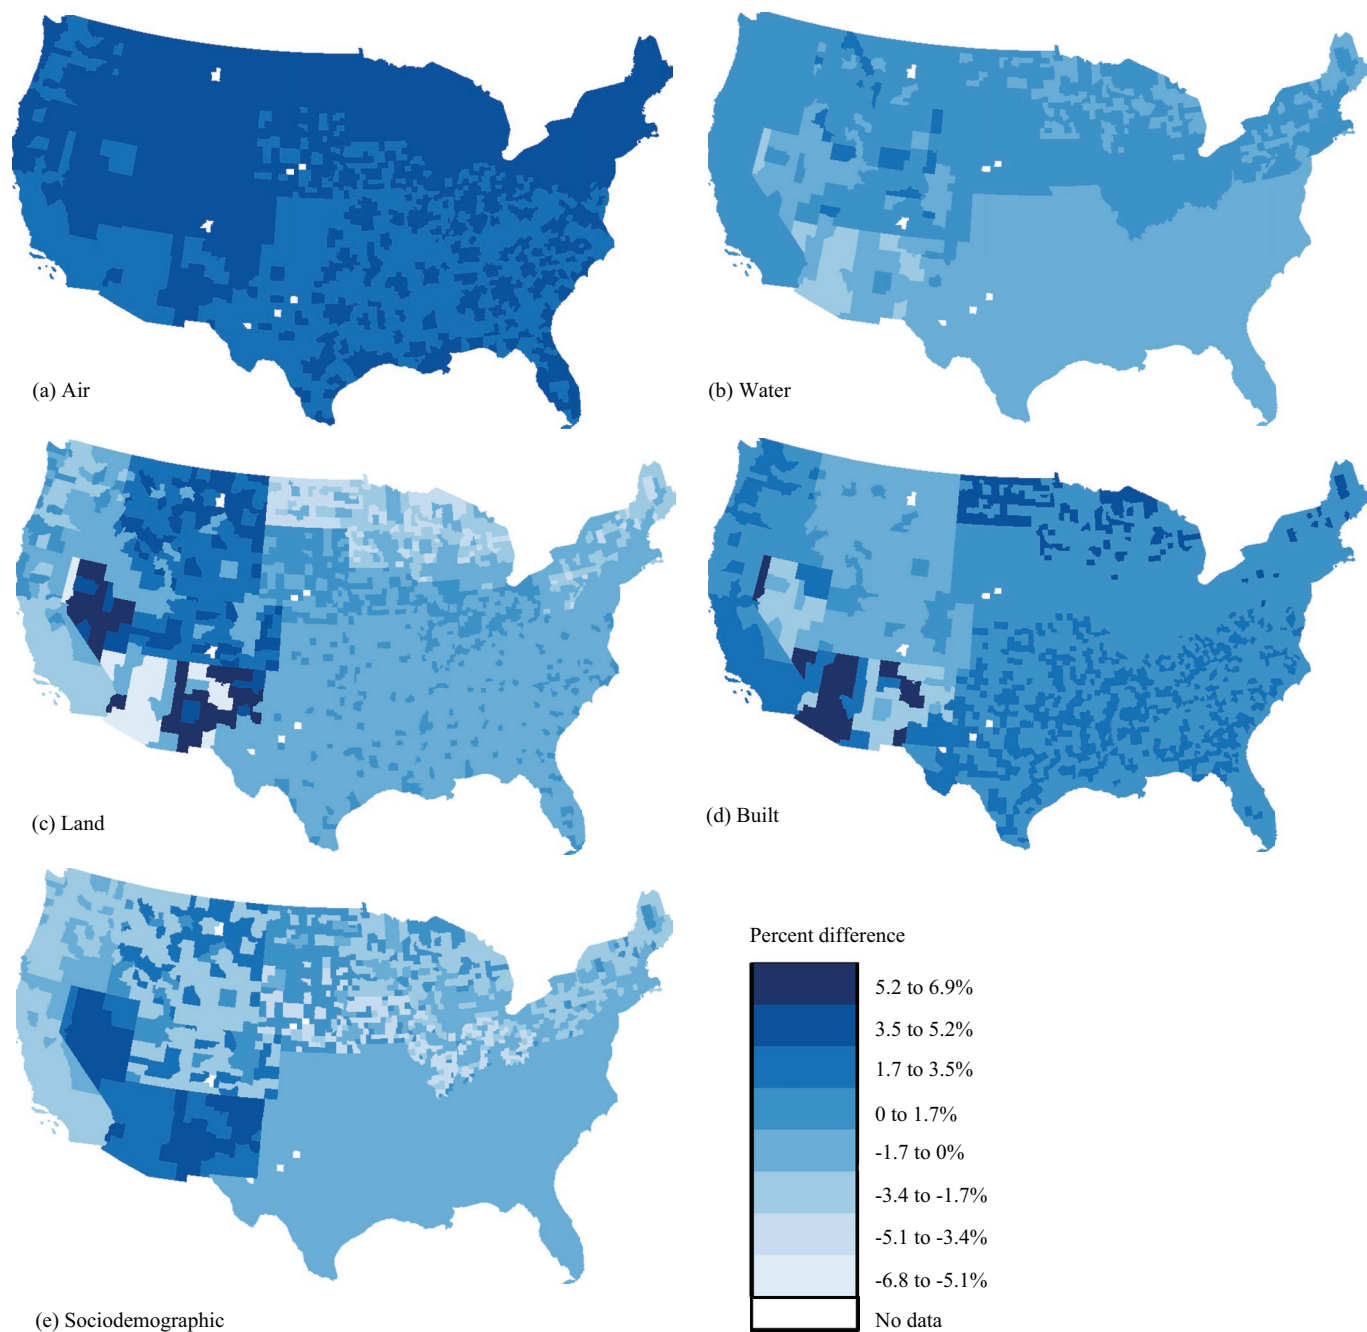 (a) Air
(b) Water
(c) Land
(d) Built
(e) Sociodemographic
Percent difference
5.2 to 6.9%
3.5 to 5.2%
1.7 to 3.5%
0 to 1.7%
-1.7 to 0%
-3.4 to -1.7%
-5.1 to -3.4%
-6.8 to -5.1%
No data